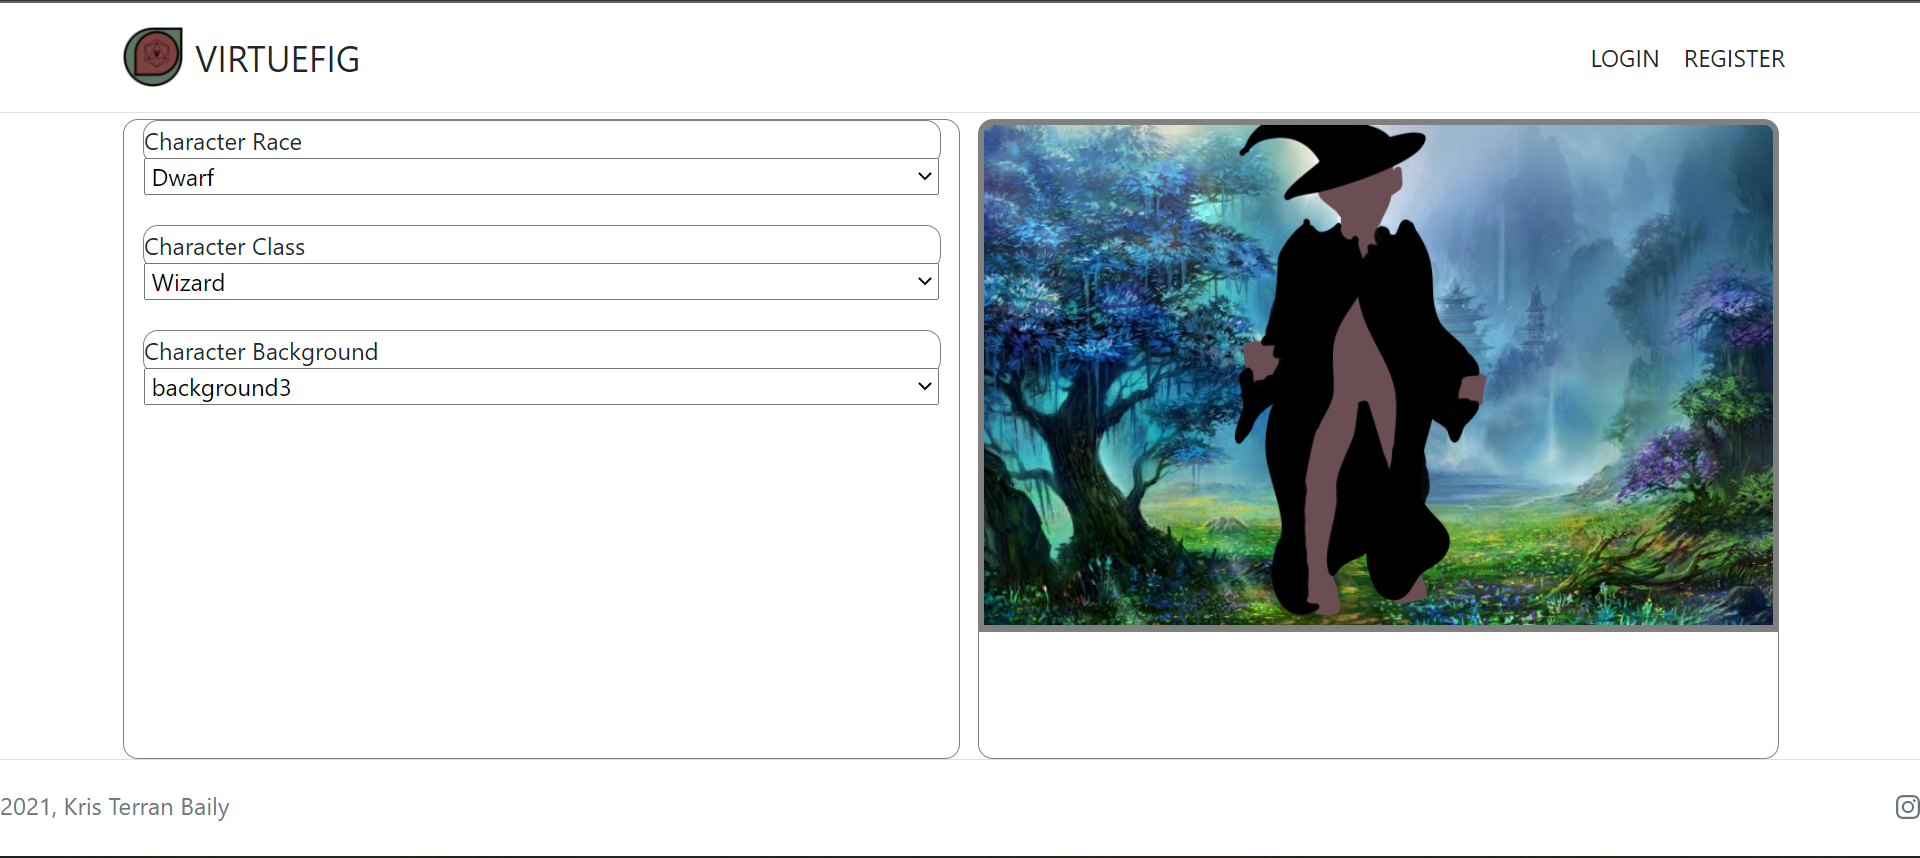 VIRTUEFIG
LOGIN REGISTER
Character Race
Dwarf
Character Class
Wizard
Character Background
background3
2021, Kris Terran Baily